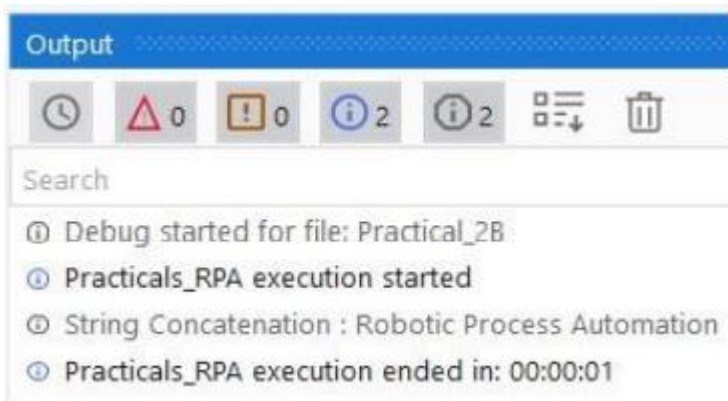 Output
0 0 2 2
Search
Debug started for file: Practical_2B
Practicals_RPA execution started
String Concatenation : Robotic Process Automation
Practicals_RPA execution ended in: 00:00:01